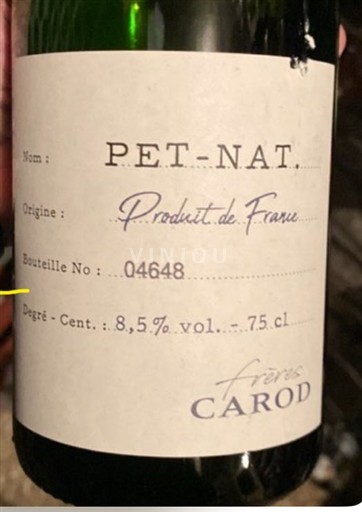 Nom : PET-NAT.
Origine : Produit de France
VINIOU
Bouteille No : 04648
Degré - Cent. : 8,5% vol. - 75 cl
frères
CAROD